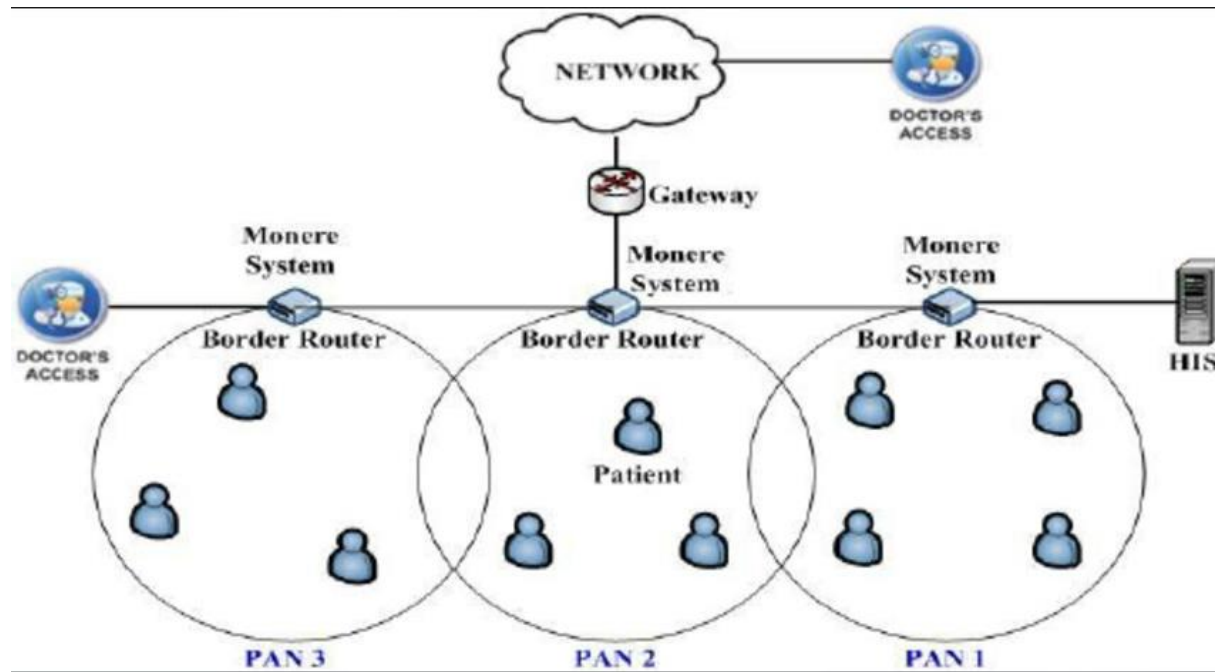 NETWORK
DOCTOR'S
ACCESS
Gateway
Monere
System
Monere
System
Monere
System
DOCTOR'S
ACCESS
Border Router
Border Router
Border Router
HIS
Patient
PAN 3
PAN 2
PAN 1